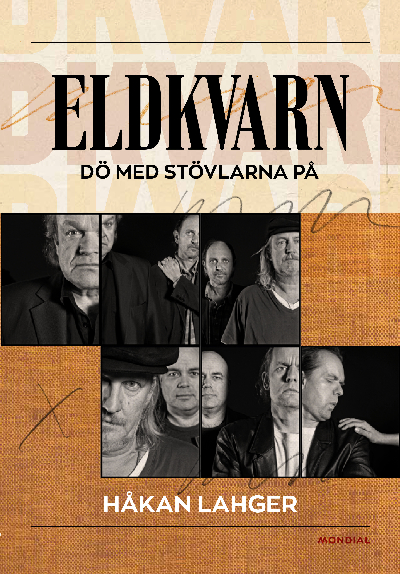 ELDKVARN
DÖ MED STÖVLARNA PÅ
HÅKAN LAHGER
MONDIAL